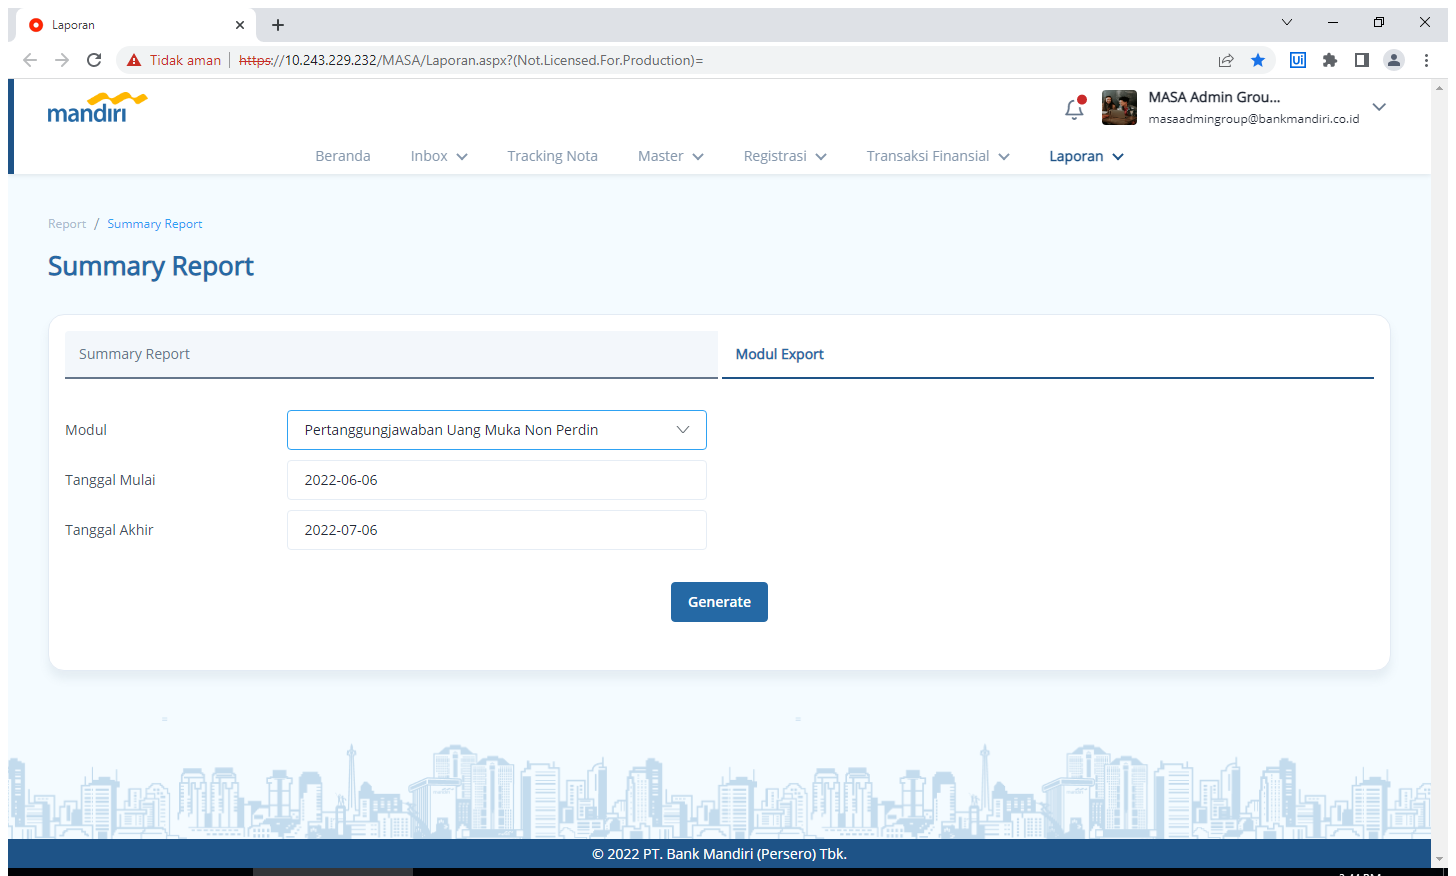 Laporan
Tidak aman
https://10.243.229.232/MASA/Laporan.aspx?(Not.Licensed.For.Production)=
Ui
mandiri
MASA Admin Grou...
masaadmingroup@bankmandiri.co.id
Beranda Inbox Tracking Nota Master Registrasi Transaksi Finansial Laporan
Report / Summary Report
Summary Report
Summary Report Modul Export
Modul Pertanggungjawaban Uang Muka Non Perdin
Tanggal Mulai 2022-06-06
Tanggal Akhir 2022-07-06
Generate
© 2022 PT. Bank Mandiri (Persero) Tbk.